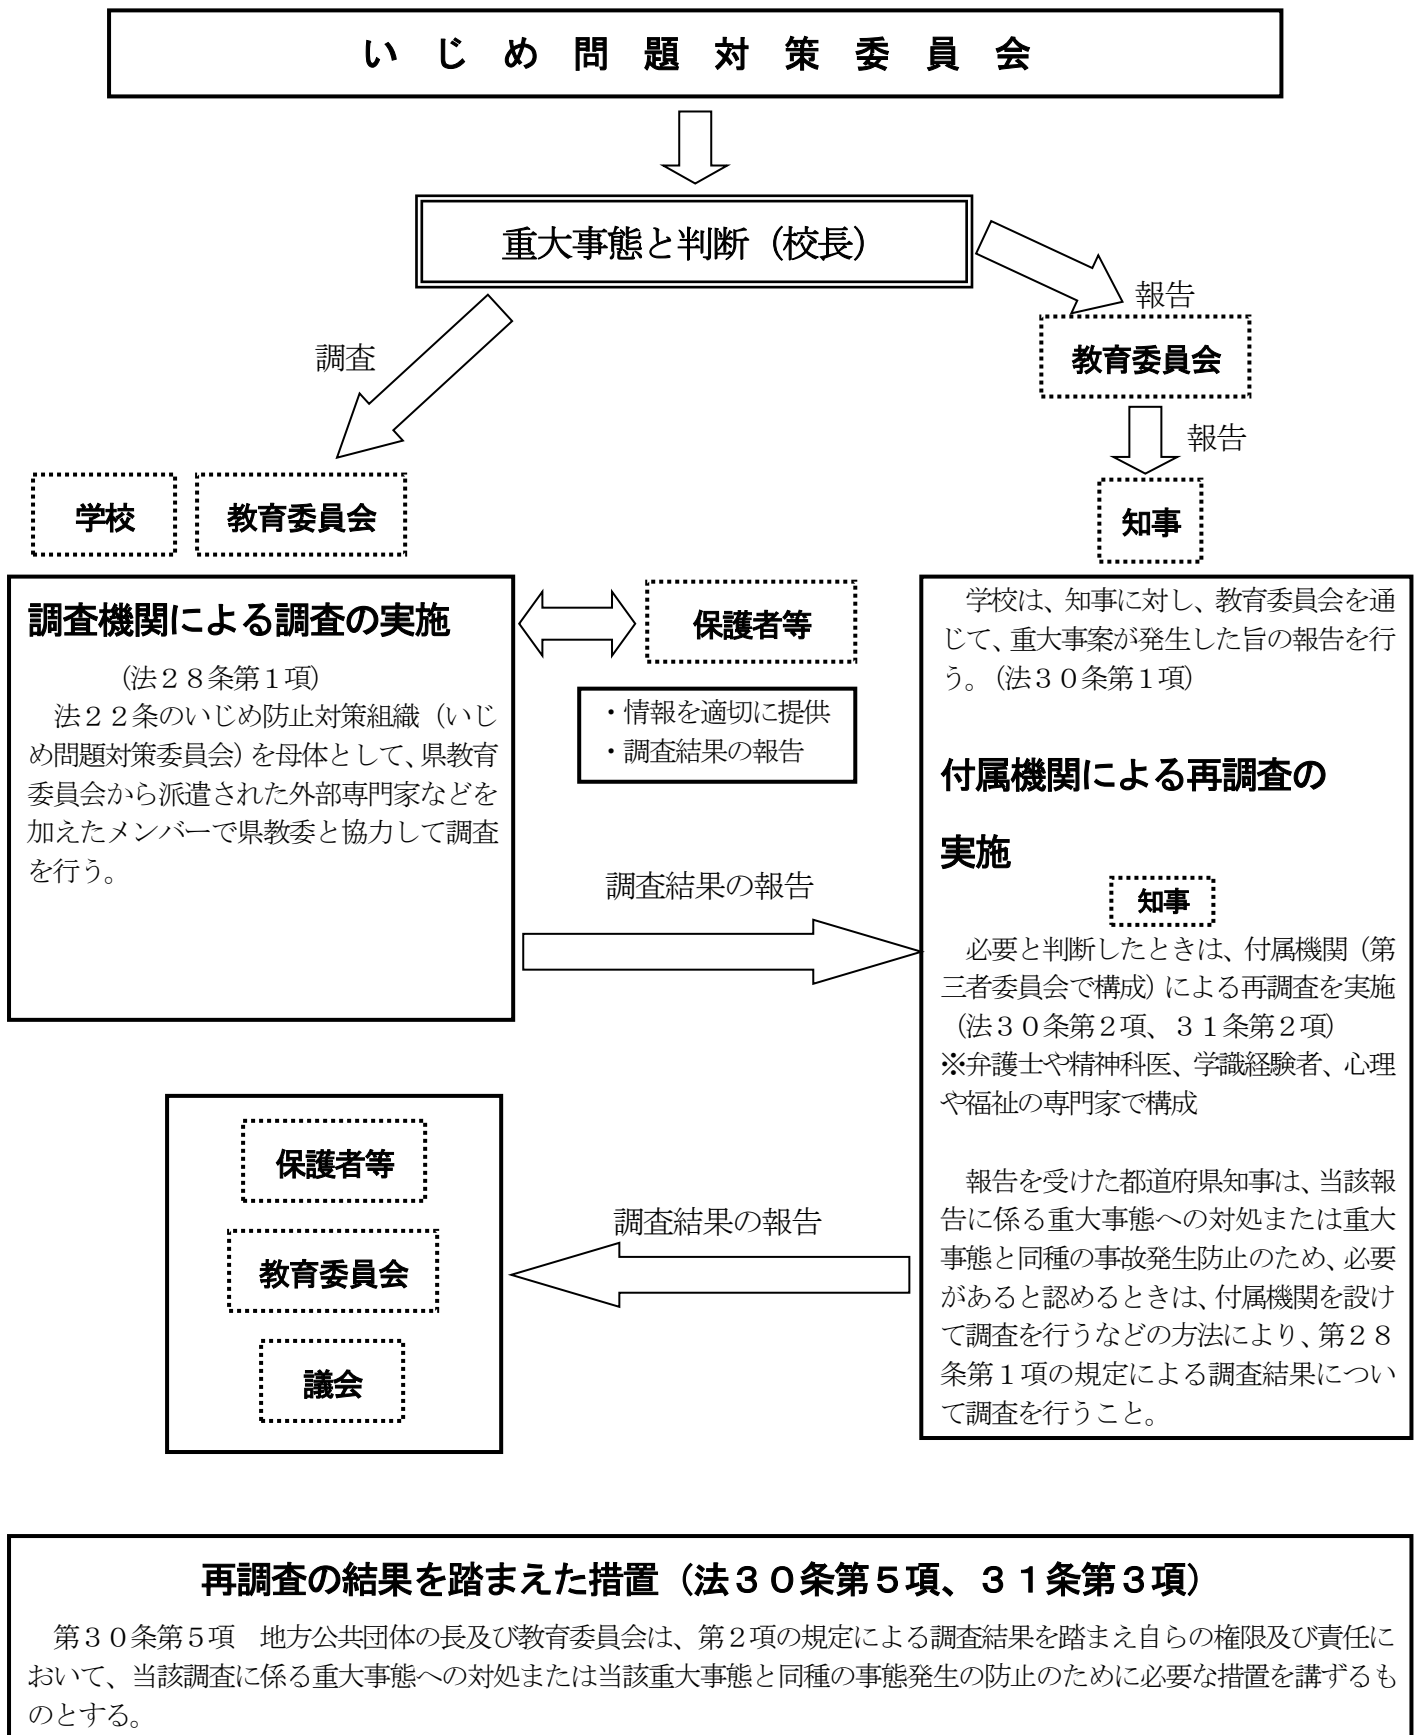 いじめ問題対策委員会
重大事態と判断（校長）
報告
教育委員会
報告
知事
調査
学校
教育委員会
調査機関による調査の実施
（法２８条第１項）
法２２条のいじめ防止対策組織（いじ
め問題対策委員会）を母体として、県教育
委員会から派遣された外部専門家などを
加えたメンバーで県教委と協力して調査
を行う。
保護者等
・情報を適切に提供
・調査結果の報告
調査結果の報告
学校は、知事に対し、教育委員会を通
じて、重大事案が発生した旨の報告を行
う。（法３０条第１項）
付属機関による再調査の
実施
知事
必要と判断したときは、付属機関（第
三者委員会で構成）による再調査を実施
（法３０条第２項、３１条第２項）
※弁護士や精神科医、学識経験者、心理
や福祉の専門家で構成
報告を受けた都道府県知事は、当該報
告に係る重大事態への対処または重大
事態と同種の事故発生防止のため、必要
があると認めるときは、付属機関を設け
て調査を行うなどの方法により、第２８
条第１項の規定による調査結果につい
て調査を行うこと。
調査結果の報告
保護者等
教育委員会
議会
再調査の結果を踏まえた措置（法３０条第５項、３１条第３項）
第３０条第５項　地方公共団体の長及び教育委員会は、第２項の規定による調査結果を踏まえ自らの権限及び責任に
おいて、当該調査に係る重大事態への対処または当該重大事態と同種の事態発生の防止のために必要な措置を講ずるも
のとする。